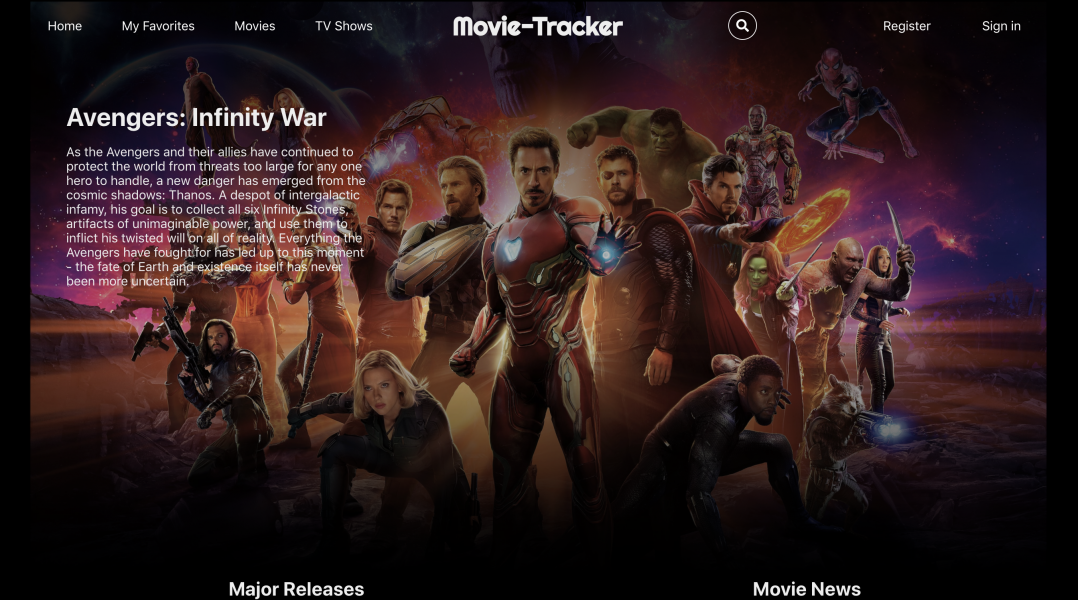 Home My Favorites Movies TV Shows Movie-Tracker Register Sign in
Avengers: Infinity War
As the Avengers and their allies have continued to
protect the world from threats too large for any one
hero to handle, a new danger has emerged from the
cosmic shadows: Thanos. A despot of intergalactic
infamy, his goal is to collect all six Infinity Stones,
artifacts of unimaginable power, and use them to
inflict his twisted will on all of reality. Everything the
Avengers have fought for has led up to this moment
- the fate of Earth and existence itself has never
been more uncertain.
Major Releases Movie News